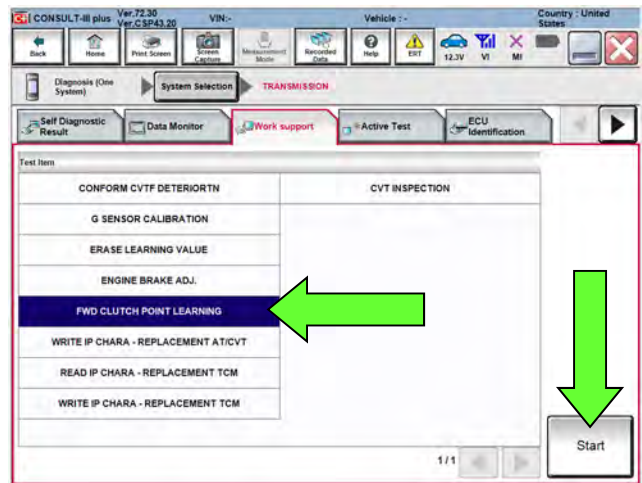 CONSULT-III plus Ver.72.30 VIN:- Vehicle : - Country : United
Ver.CSP43.20 States
Back
Home
Print Screen
Screen
Capture
Measurement
Mode
Recorded
Data
Help
ERT
12.3V
VI
MI
Diagnosis (One
System)
System Selection
TRANSMISSION
Self Diagnostic
Result
Data Monitor
Work support
Active Test
ECU
Identification
Test Item
CONFORM CVTF DETERIORTN
CVT INSPECTION
G SENSOR CALIBRATION
ERASE LEARNING VALUE
ENGINE BRAKE ADJ.
FWD CLUTCH POINT LEARNING
WRITE IP CHARA - REPLACEMENT AT/CVT
READ IP CHARA - REPLACEMENT TCM
WRITE IP CHARA - REPLACEMENT TCM
Start
1/1